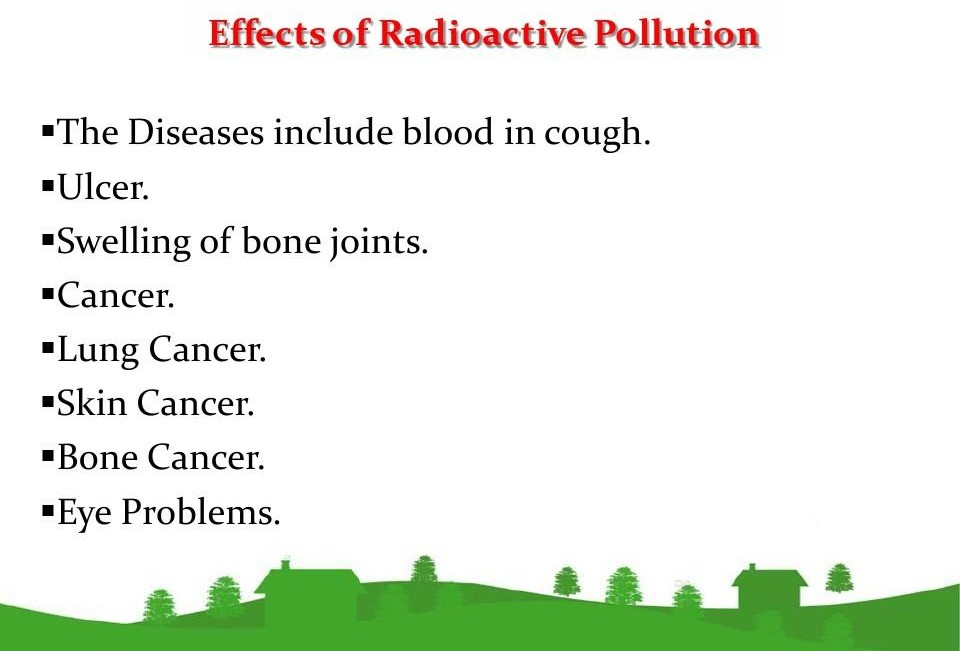 Effects of Radioactive Pollution
▪The Diseases include blood in cough.
▪Ulcer.
▪Swelling of bone joints.
▪Cancer.
▪Lung Cancer.
▪Skin Cancer.
▪Bone Cancer.
▪Eye Problems.